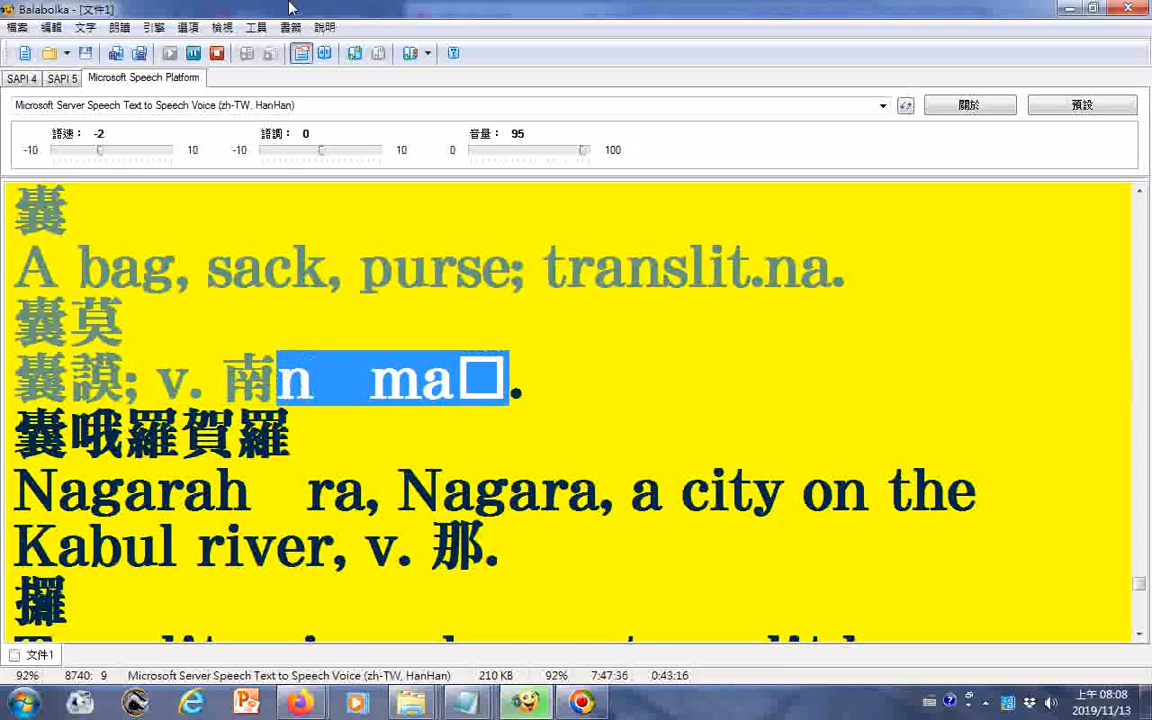 Balabolka - [文件1]
檔案 編輯 文字 朗讀 引擎 選項 檢視 工具 書籤 說明
SAPI 4 SAPI 5 Microsoft Speech Platform
Microsoft Server Speech Text to Speech Voice (zh-TW, HanHan) 關於 預設
語速： -2 語調： 0 音量： 95
-10 10 -10 10 0 100
囊
A bag, sack, purse; translit.na.
囊莫
囊謨; v. 南n　ma□.
囊哦羅賀羅
Nagarah　ra, Nagara, a city on the
Kabul river, v. 那.
攞
文件1
92% 8740: 9 Microsoft Server Speech Text to Speech Voice (zh-TW, HanHan) 210 KB 92% 7:47:36 0:43:16
上午 08:08
2019/11/13